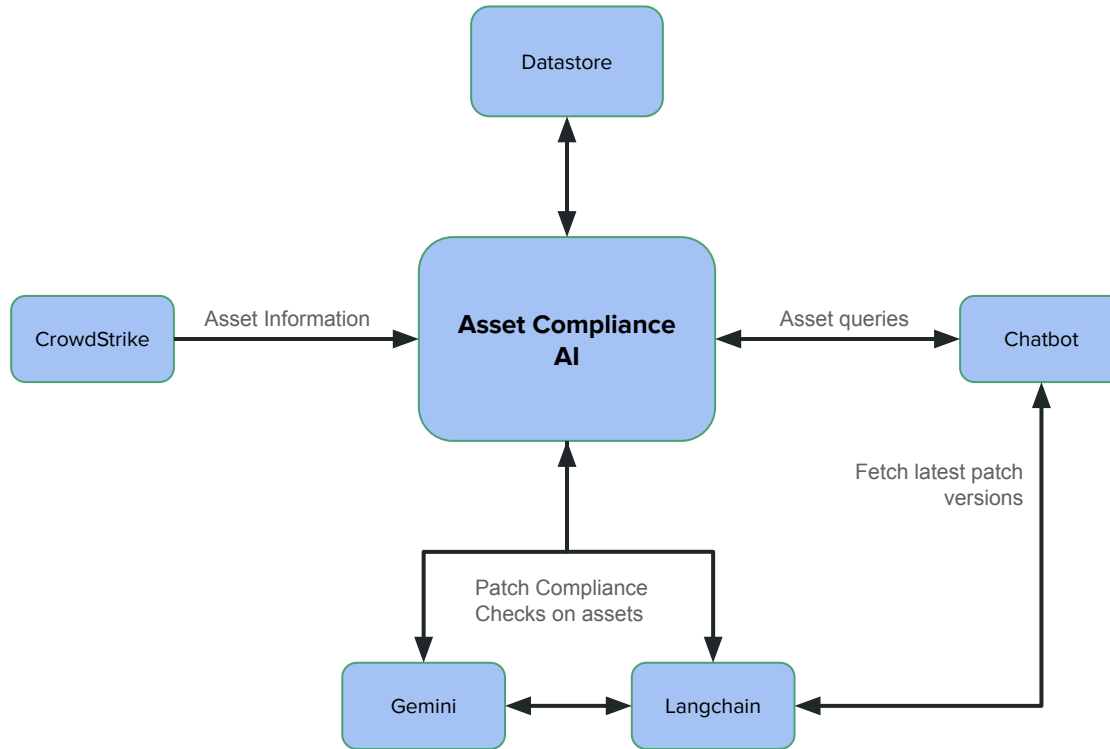 Datastore
CrowdStrike
Asset Information
Asset Compliance
AI
Asset queries
Chatbot
Fetch latest patch
versions
Patch Compliance
Checks on assets
Gemini
Langchain